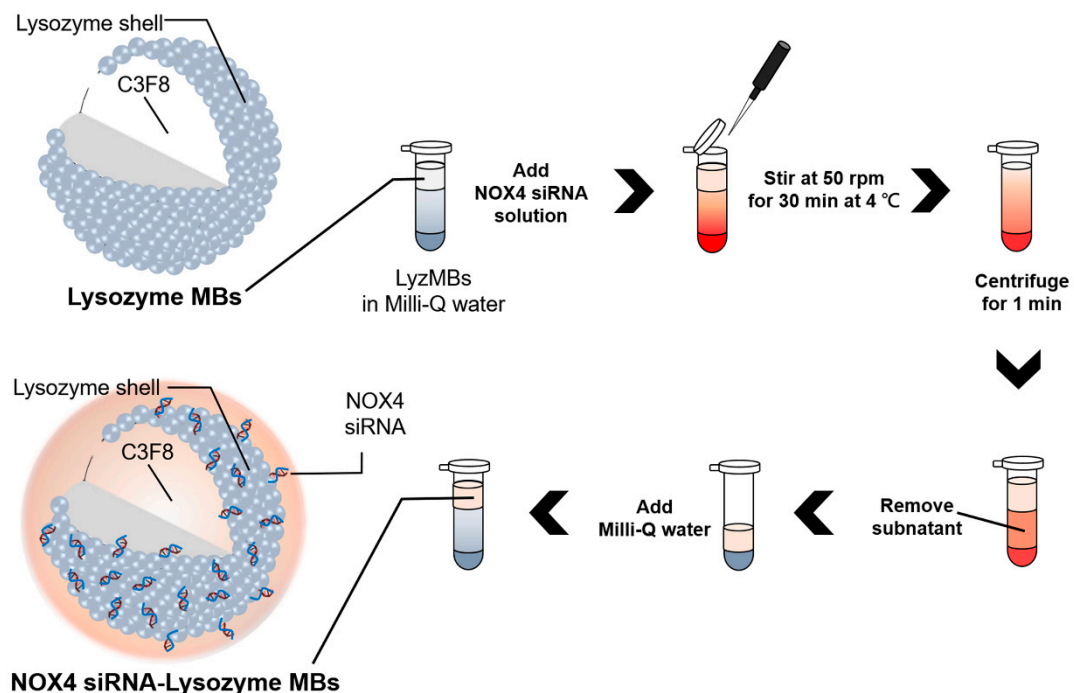 Lysozyme shell
C3F8
Lysozyme MBs
LyzMBs
in Milli-Q water
Add
NOX4 siRNA
solution
Stir at 50 rpm
for 30 min at 4 ℃
Centrifuge
for 1 min
Remove
subnatant
Add
Milli-Q water
Lysozyme shell
C3F8
NOX4
siRNA
NOX4 siRNA-Lysozyme MBs